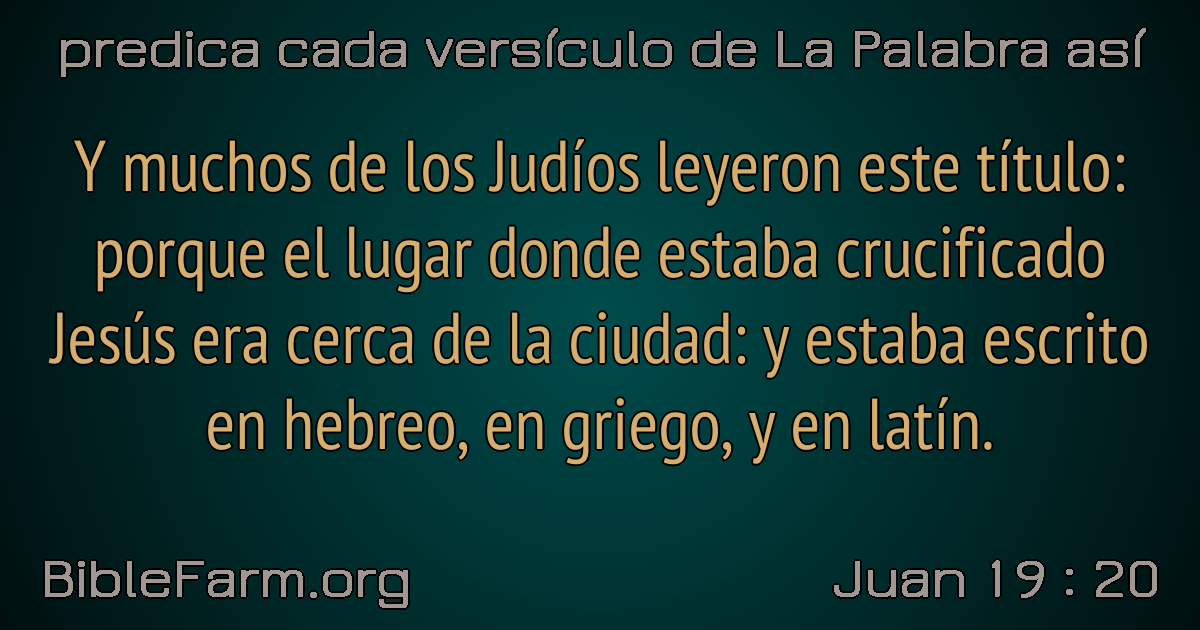 predica cada versículo de La Palabra así
Y muchos de los Judíos leyeron este título:
porque el lugar donde estaba crucificado
Jesús era cerca de la ciudad: y estaba escrito
en hebreo, en griego, y en latín.
BibleFarm.org
Juan 19 : 20